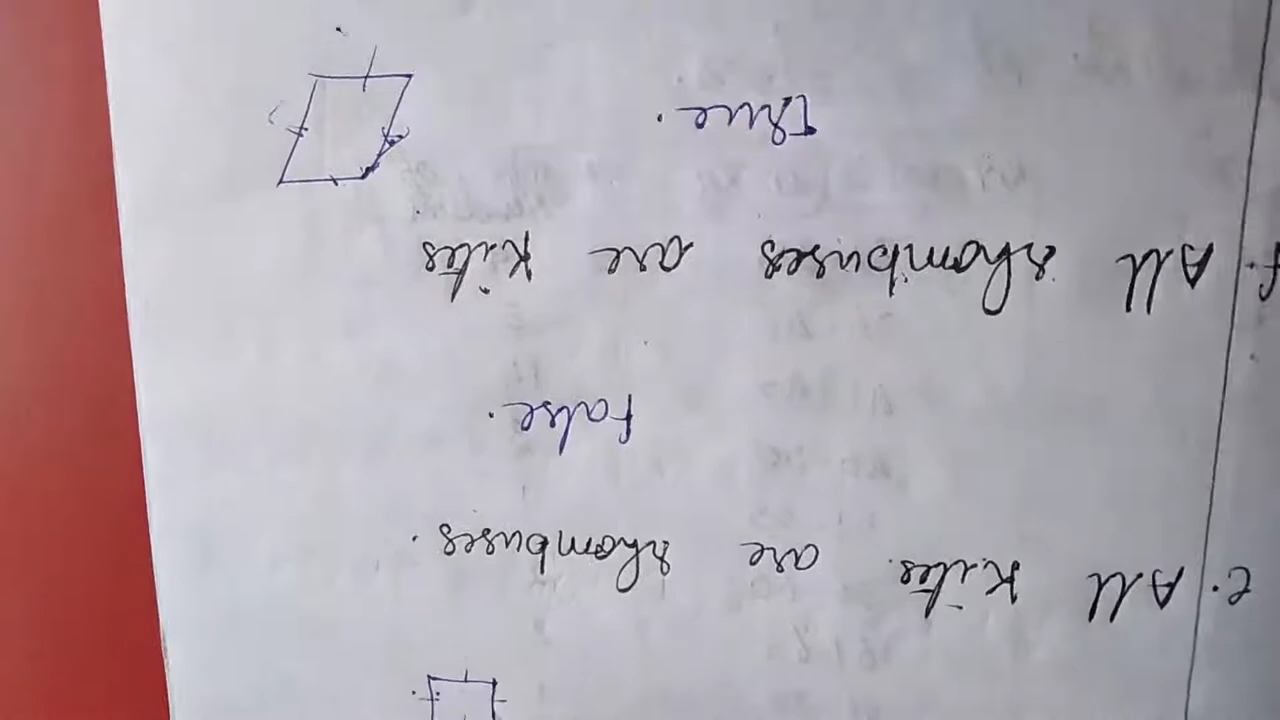 e. All kites are rhombuses.
False.
f. All rhombuses are kites
True.